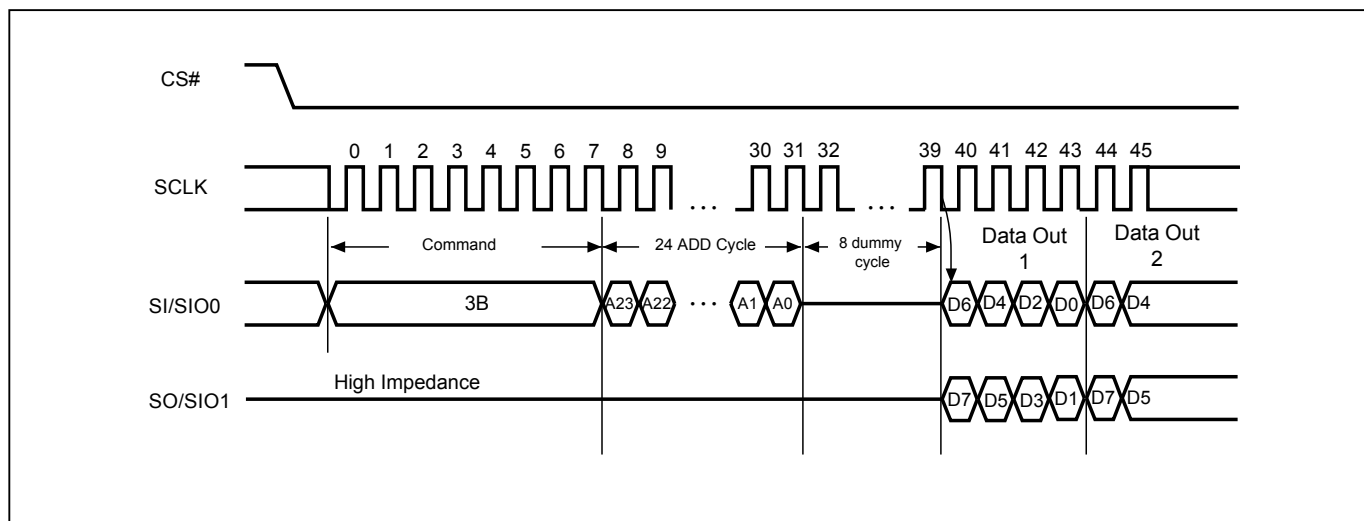 CS#
0 1 2 3 4 5 6 7 8 9 30 31 32 39 40 41 42 43 44 45
SCLK ... ...
Command 24 ADD Cycle 8 dummy cycle Data Out 1 Data Out 2
SI/SIO0 3B A23 A22 ... A1 A0 D6 D4 D2 D0 D6 D4
High Impedance
SO/SIO1 D7 D5 D3 D1 D7 D5